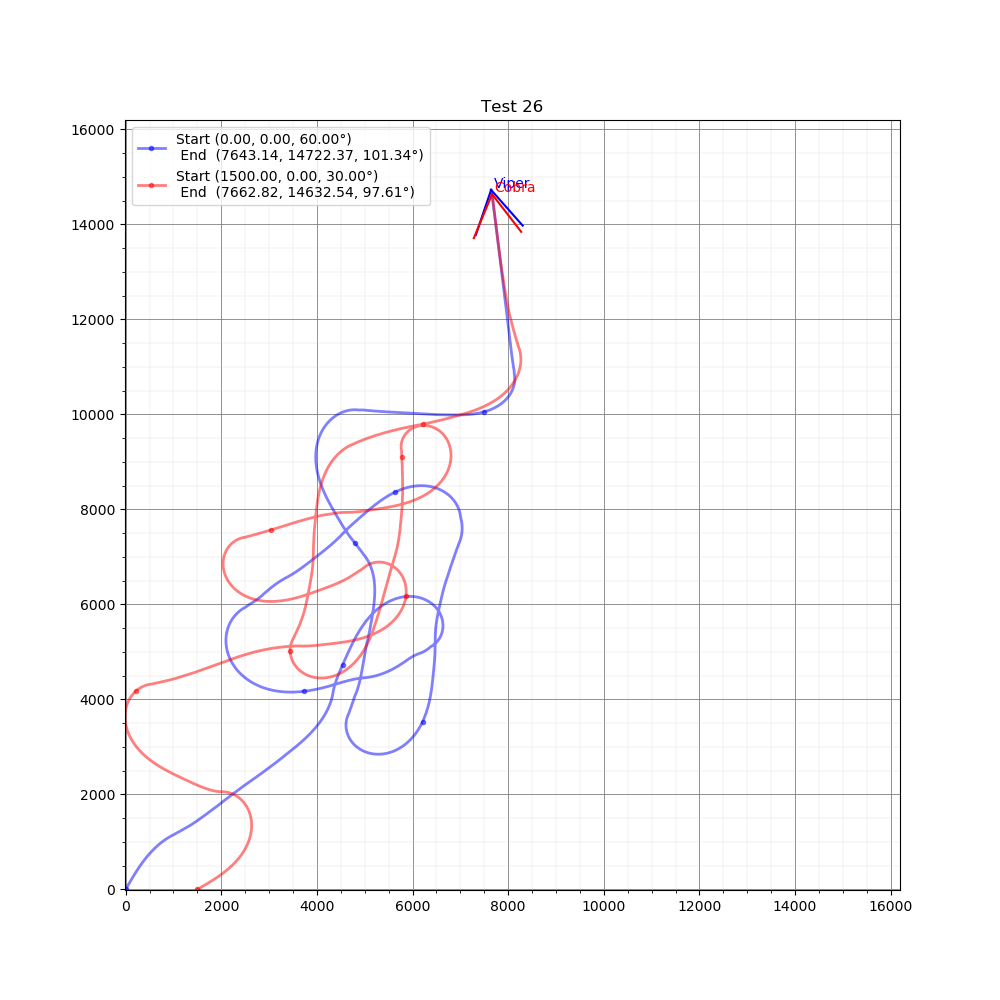 Test 26
Start (0.00, 0.00, 60.00°)
End  (7643.14, 14722.37, 101.34°)
Start (1500.00, 0.00, 30.00°)
End  (7662.82, 14632.54, 97.61°)
Viper
Cobra
16000
14000
12000
10000
8000
6000
4000
2000
0
0 2000 4000 6000 8000 10000 12000 14000 16000